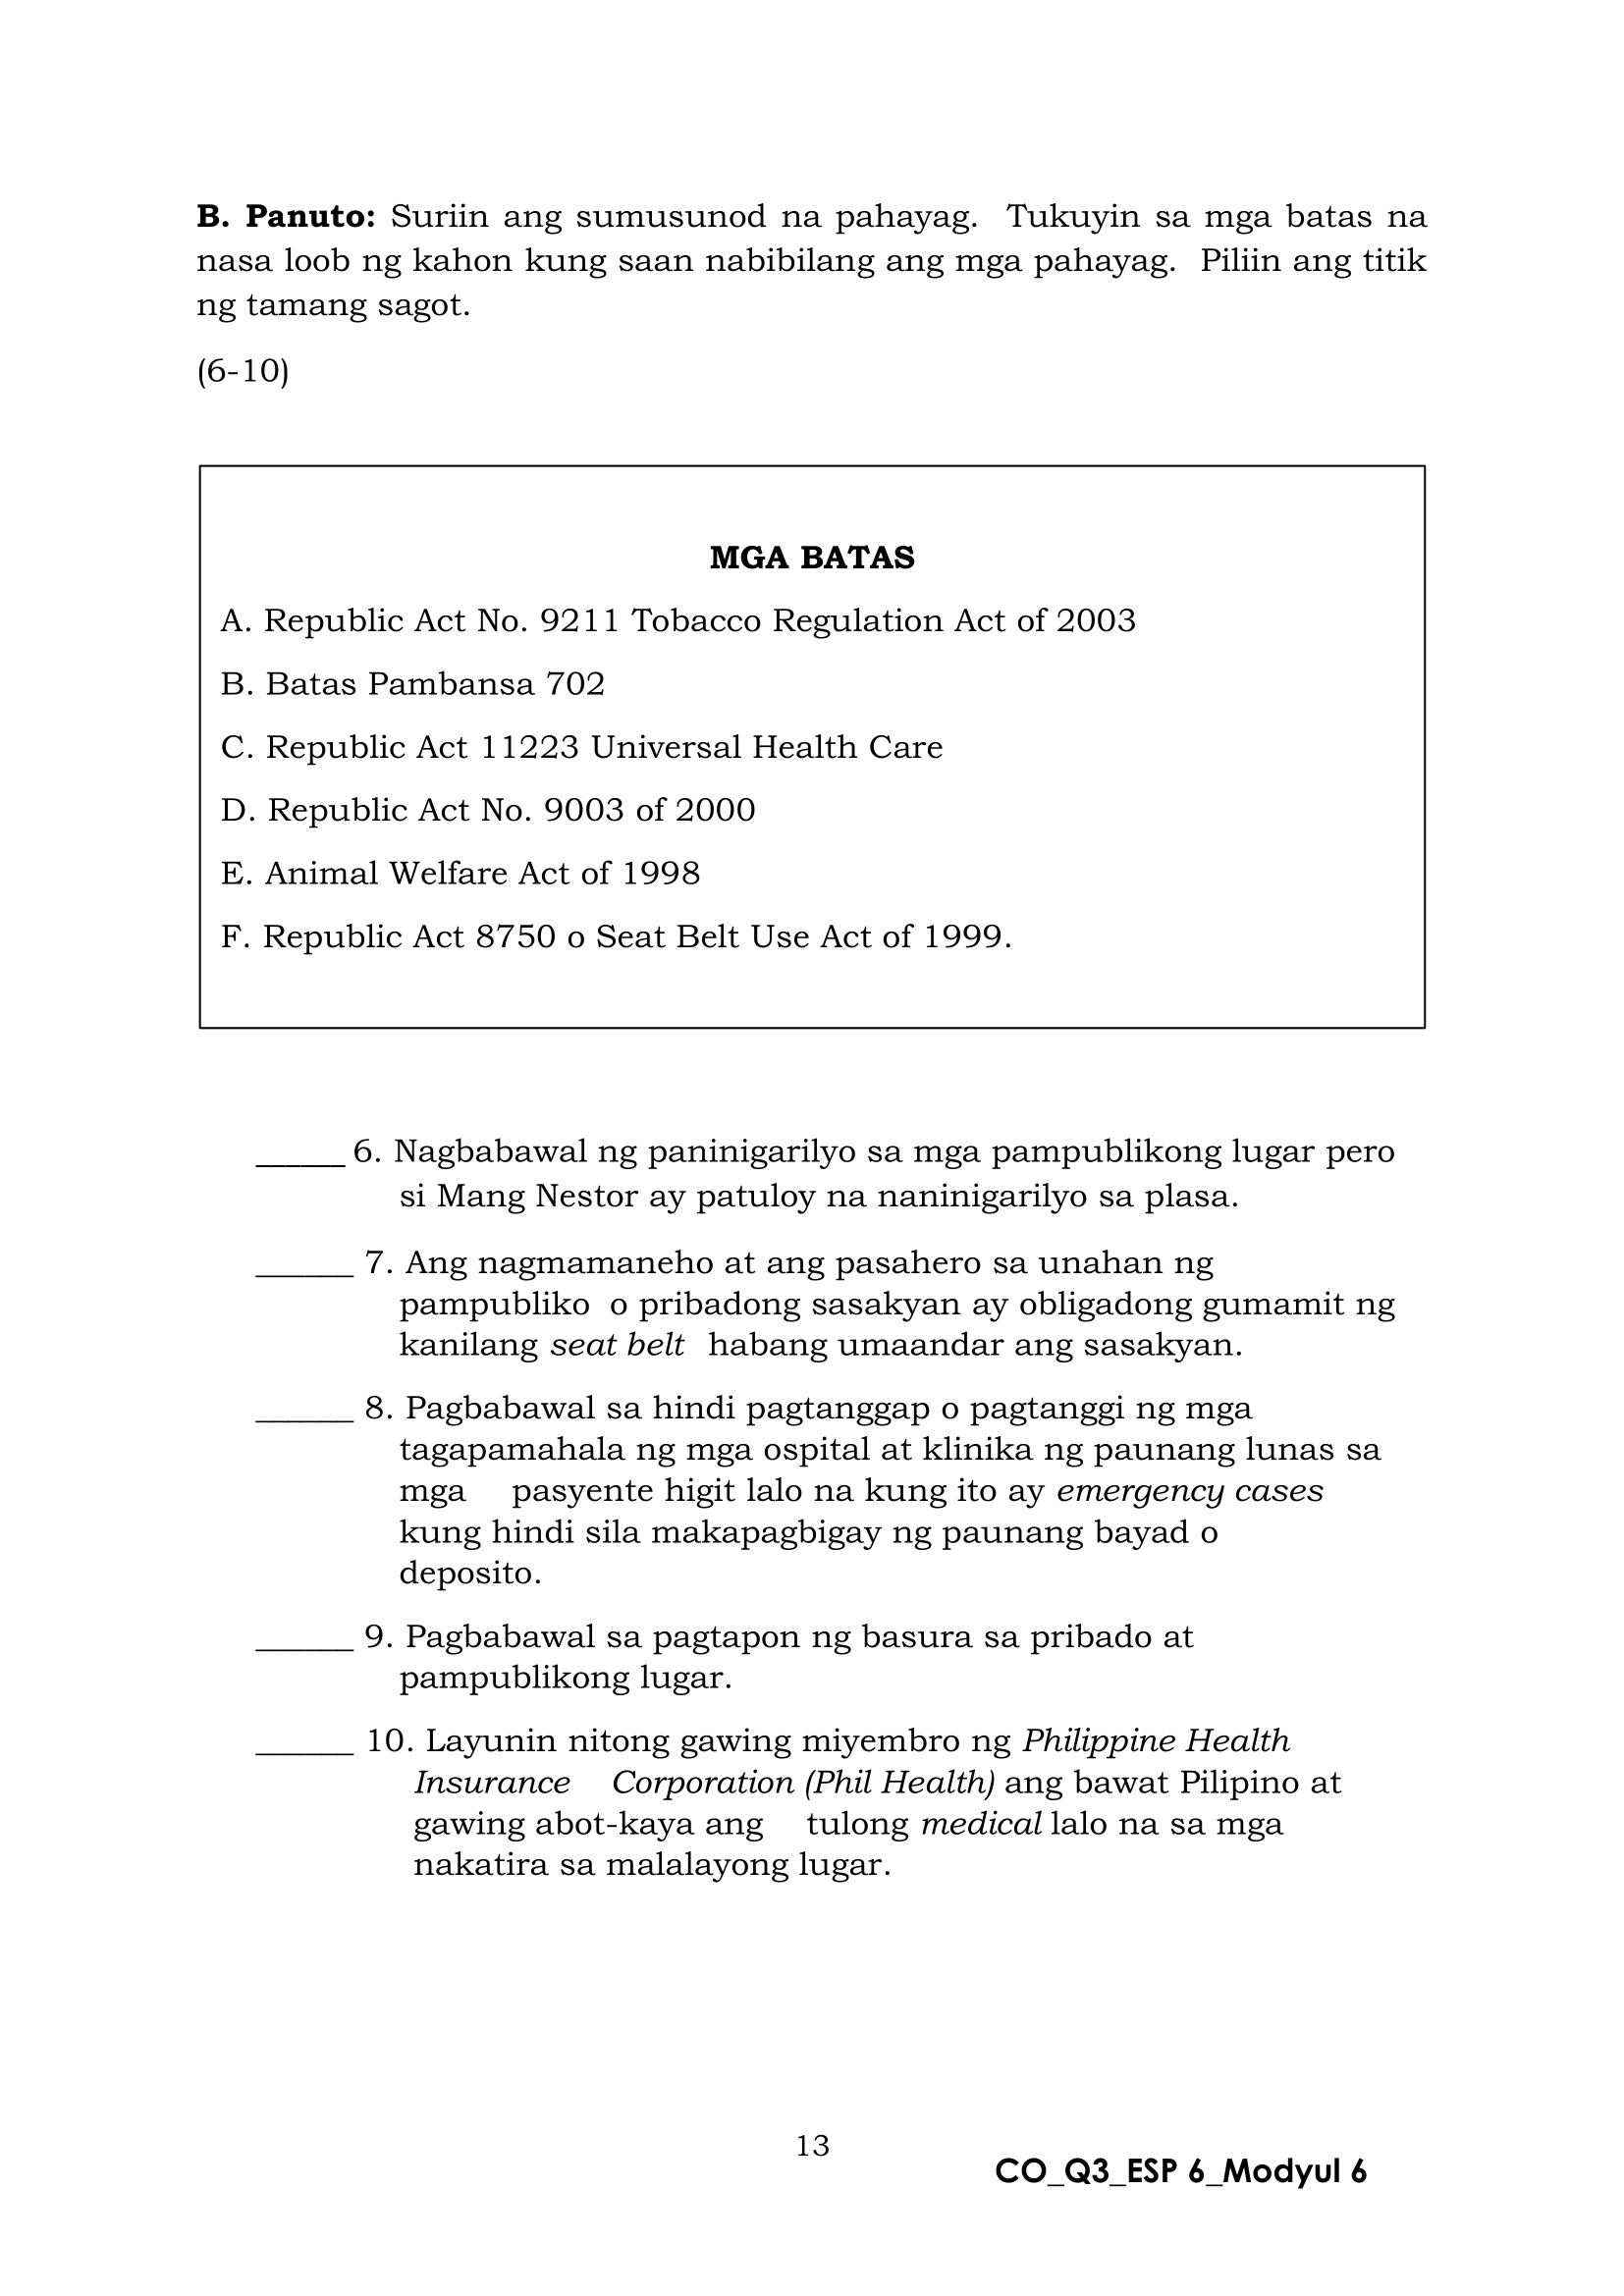 B. Panuto: Suriin ang sumusunod na pahayag. Tukuyin sa mga batas na
nasa loob ng kahon kung saan nabibilang ang mga pahayag. Piliin ang titik
ng tamang sagot.
(6-10)
MGA BATAS
A. Republic Act No. 9211 Tobacco Regulation Act of 2003
B. Batas Pambansa 702
C. Republic Act 11223 Universal Health Care
D. Republic Act No. 9003 of 2000
E. Animal Welfare Act of 1998
F. Republic Act 8750 o Seat Belt Use Act of 1999.
______ 6. Nagbabawal ng paninigarilyo sa mga pampublikong lugar pero
si Mang Nestor ay patuloy na naninigarilyo sa plasa.
______ 7. Ang nagmamaneho at ang pasahero sa unahan ng
pampubliko o pribadong sasakyan ay obligadong gumamit ng
kanilang seat belt habang umaandar ang sasakyan.
______ 8. Pagbabawal sa hindi pagtanggap o pagtanggi ng mga
tagapamahala ng mga ospital at klinika ng paunang lunas sa
mga pasyente higit lalo na kung ito ay emergency cases
kung hindi sila makapagbigay ng paunang bayad o
deposito.
______ 9. Pagbabawal sa pagtapon ng basura sa pribado at
pampublikong lugar.
______ 10. Layunin nitong gawing miyembro ng Philippine Health
Insurance Corporation (Phil Health) ang bawat Pilipino at
gawing abot-kaya ang tulong medical lalo na sa mga
nakatira sa malalayong lugar.
13
CO_Q3_ESP 6_Modyul 6